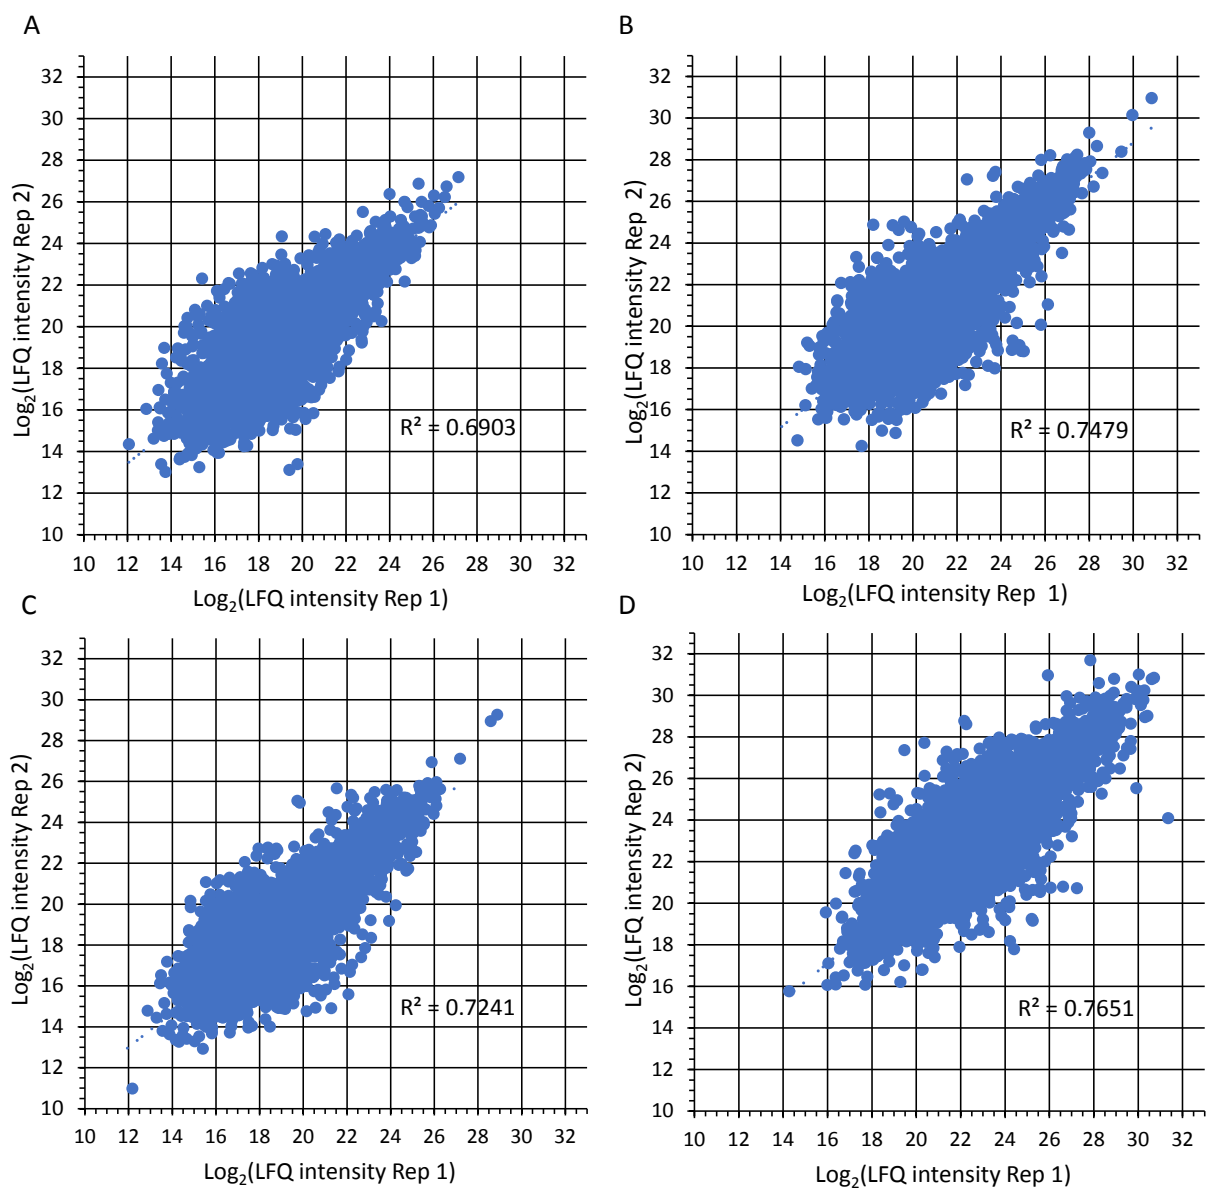 A
32
30
28
26
24
22
20
18
16
14
12
10
Log₂(LFQ intensity Rep 2)
R² = 0.6903
10 12 14 16 18 20 22 24 26 28 30 32
Log₂(LFQ intensity Rep 1)
B
32
30
28
26
24
22
20
18
16
14
12
10
Log₂(LFQ intensity Rep 2)
R² = 0.7479
10 12 14 16 18 20 22 24 26 28 30 32
Log₂(LFQ intensity Rep 1)
C
32
30
28
26
24
22
20
18
16
14
12
10
Log₂(LFQ intensity Rep 2)
R² = 0.7241
10 12 14 16 18 20 22 24 26 28 30 32
Log₂(LFQ intensity Rep 1)
D
32
30
28
26
24
22
20
18
16
14
12
10
Log₂(LFQ intensity Rep 2)
R² = 0.7651
10 12 14 16 18 20 22 24 26 28 30 32
Log₂(LFQ intensity Rep 1)